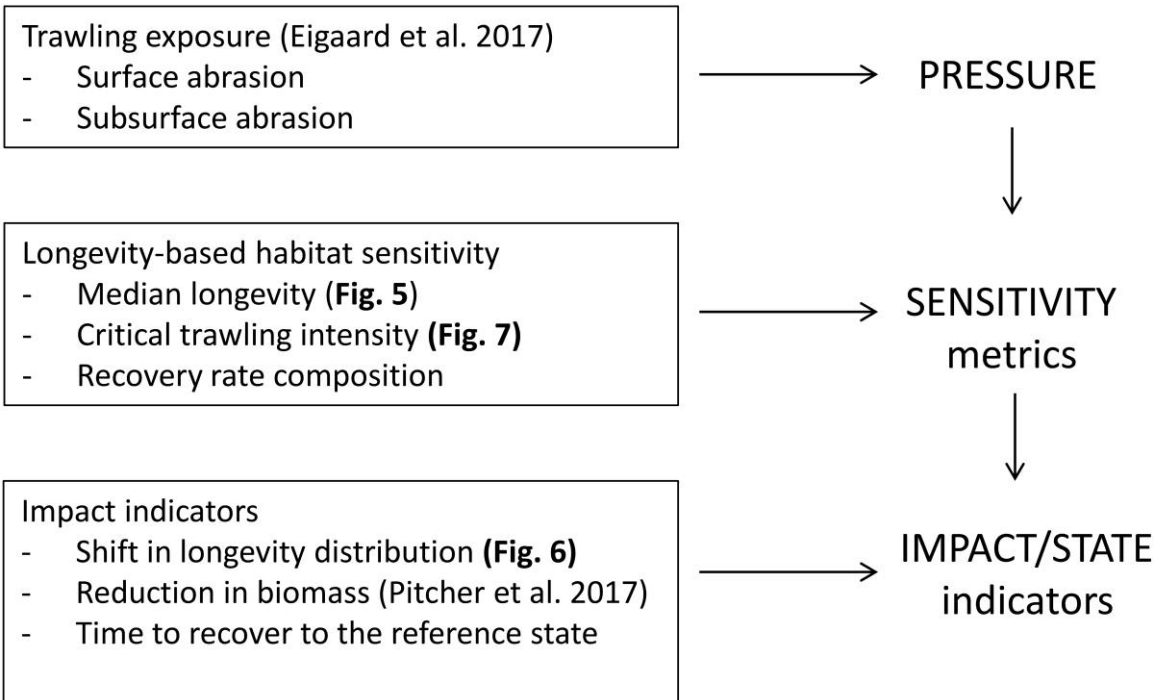 Trawling exposure (Eigaard et al. 2017)
- Surface abrasion
- Subsurface abrasion
PRESSURE
Longevity-based habitat sensitivity
- Median longevity (Fig. 5)
- Critical trawling intensity (Fig. 7)
- Recovery rate composition
SENSITIVITY
metrics
Impact indicators
- Shift in longevity distribution (Fig. 6)
- Reduction in biomass (Pitcher et al. 2017)
- Time to recover to the reference state
IMPACT/STATE
indicators